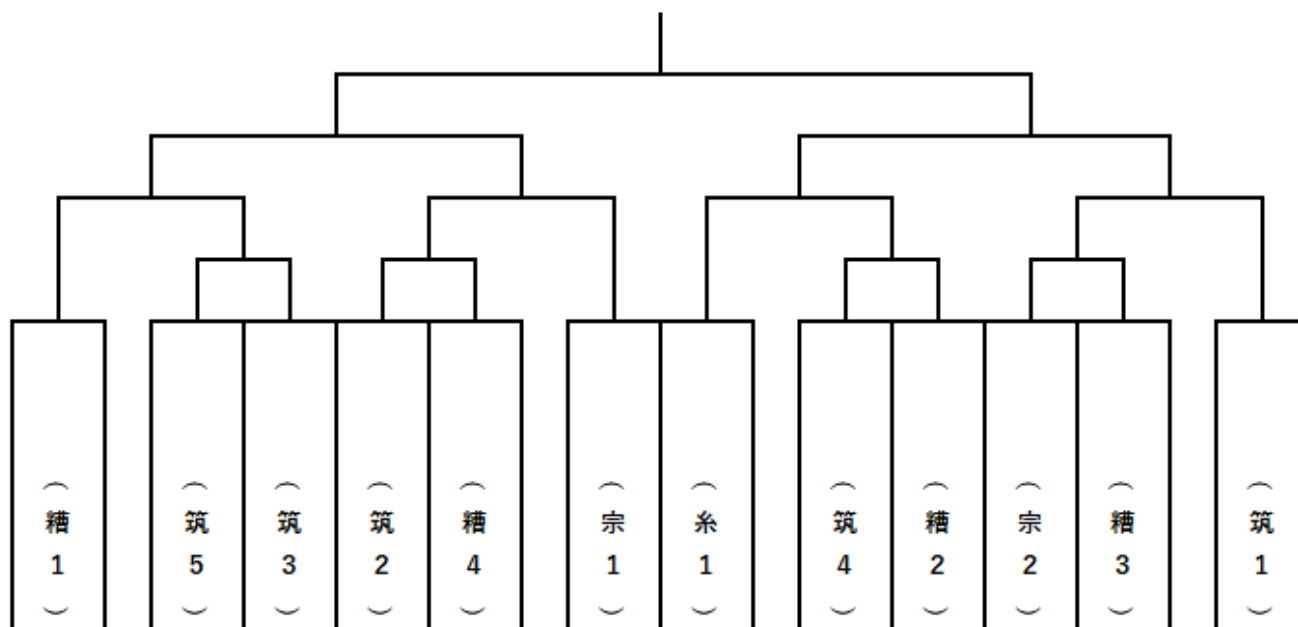 （糟1）
（筑5）
（筑3）
（筑2）
（糟4）
（宗1）
（糸1）
（筑4）
（糟2）
（宗2）
（糟3）
（筑1）